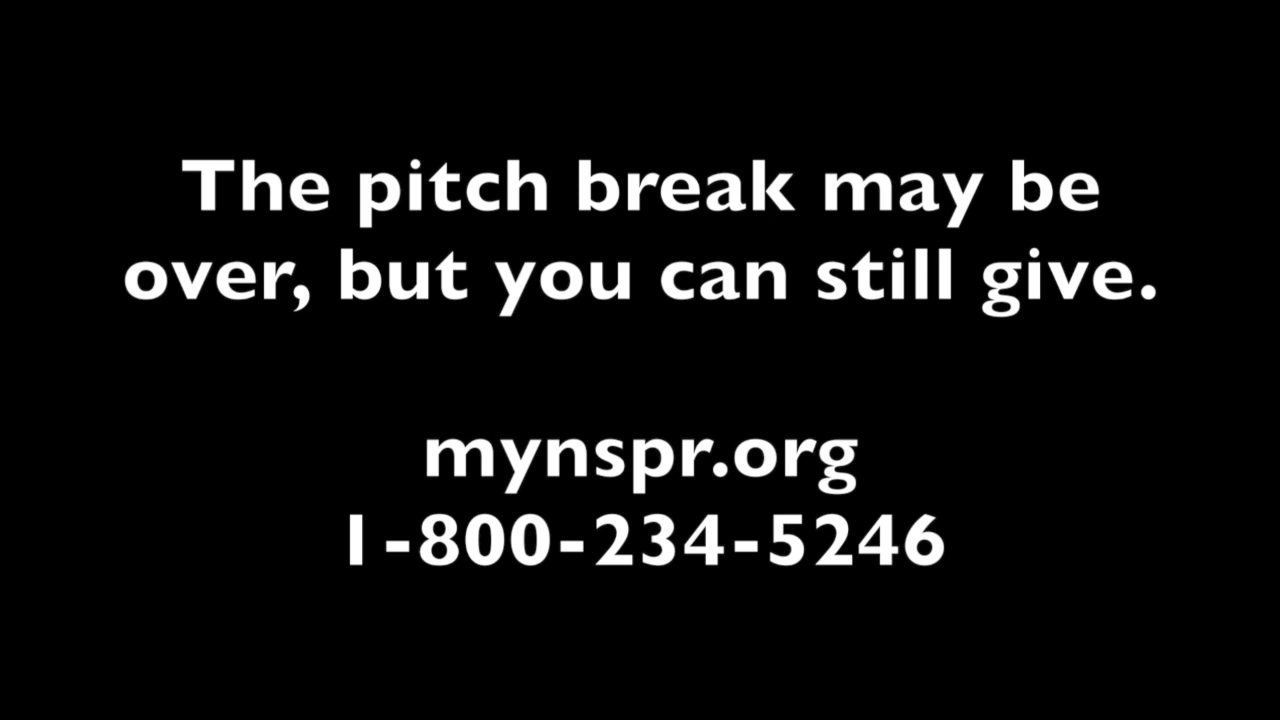 The pitch break may be
over, but you can still give.
mynspr.org
1-800-234-5246